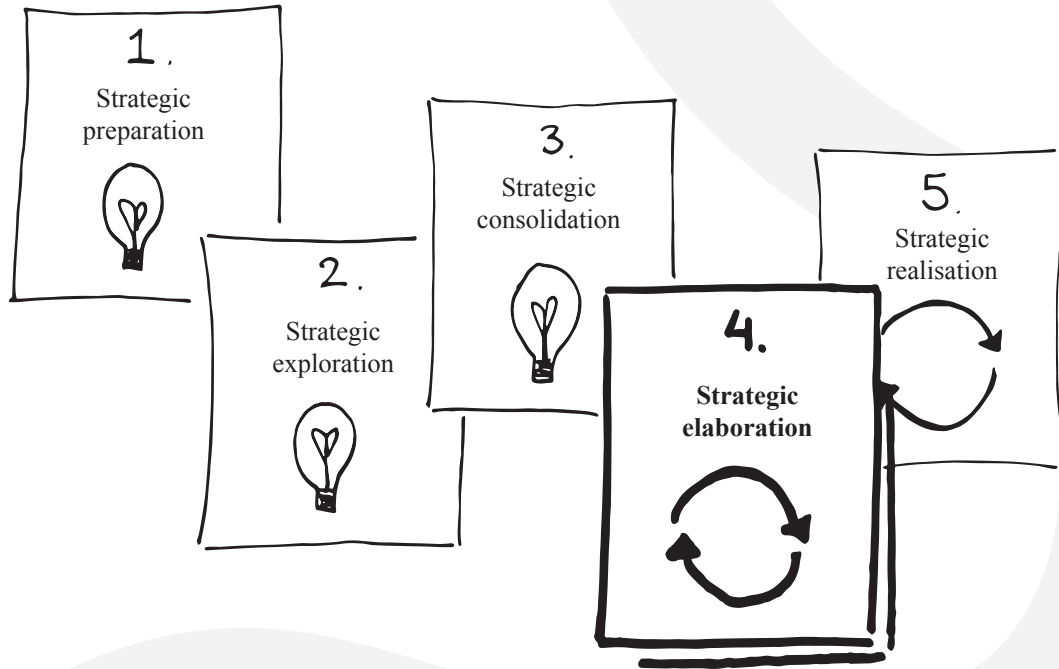 1.
Strategic
preparation
2.
Strategic
exploration
3.
Strategic
consolidation
4.
Strategic
elaboration
5.
Strategic
realisation